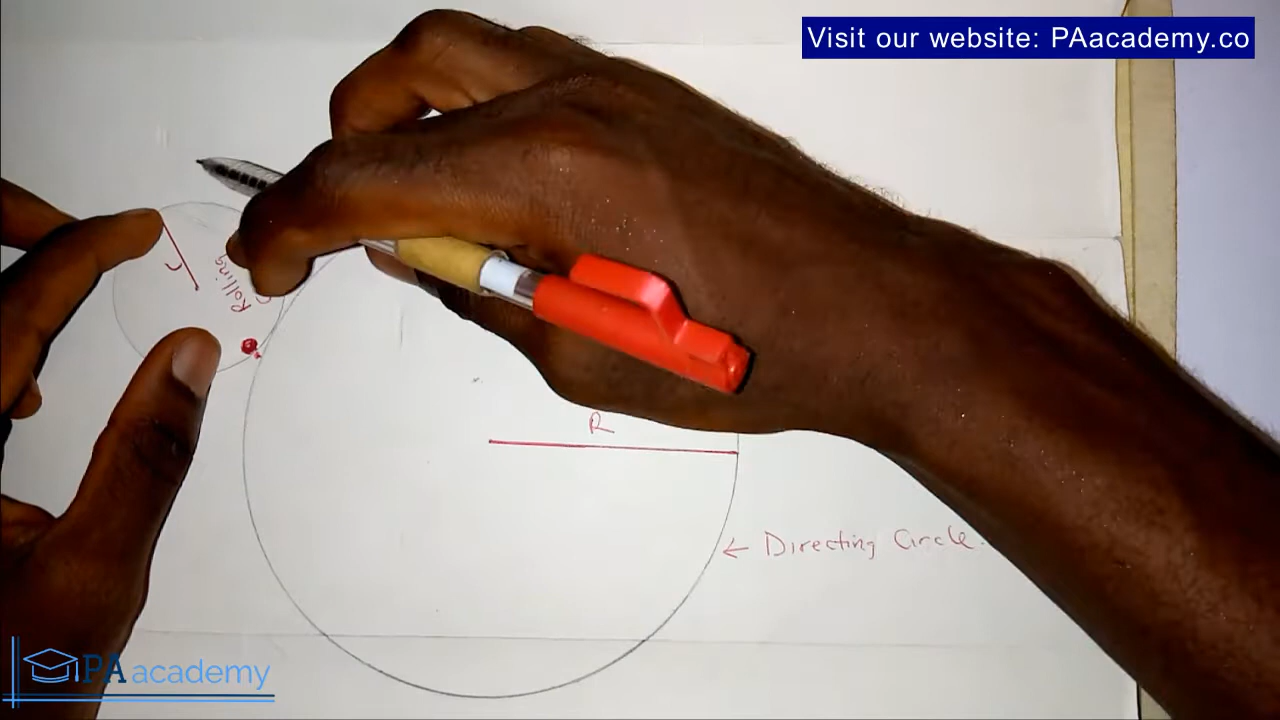 Visit our website: PAacademy.co
r
Rolling
R
← Directing Circle.
PA academy